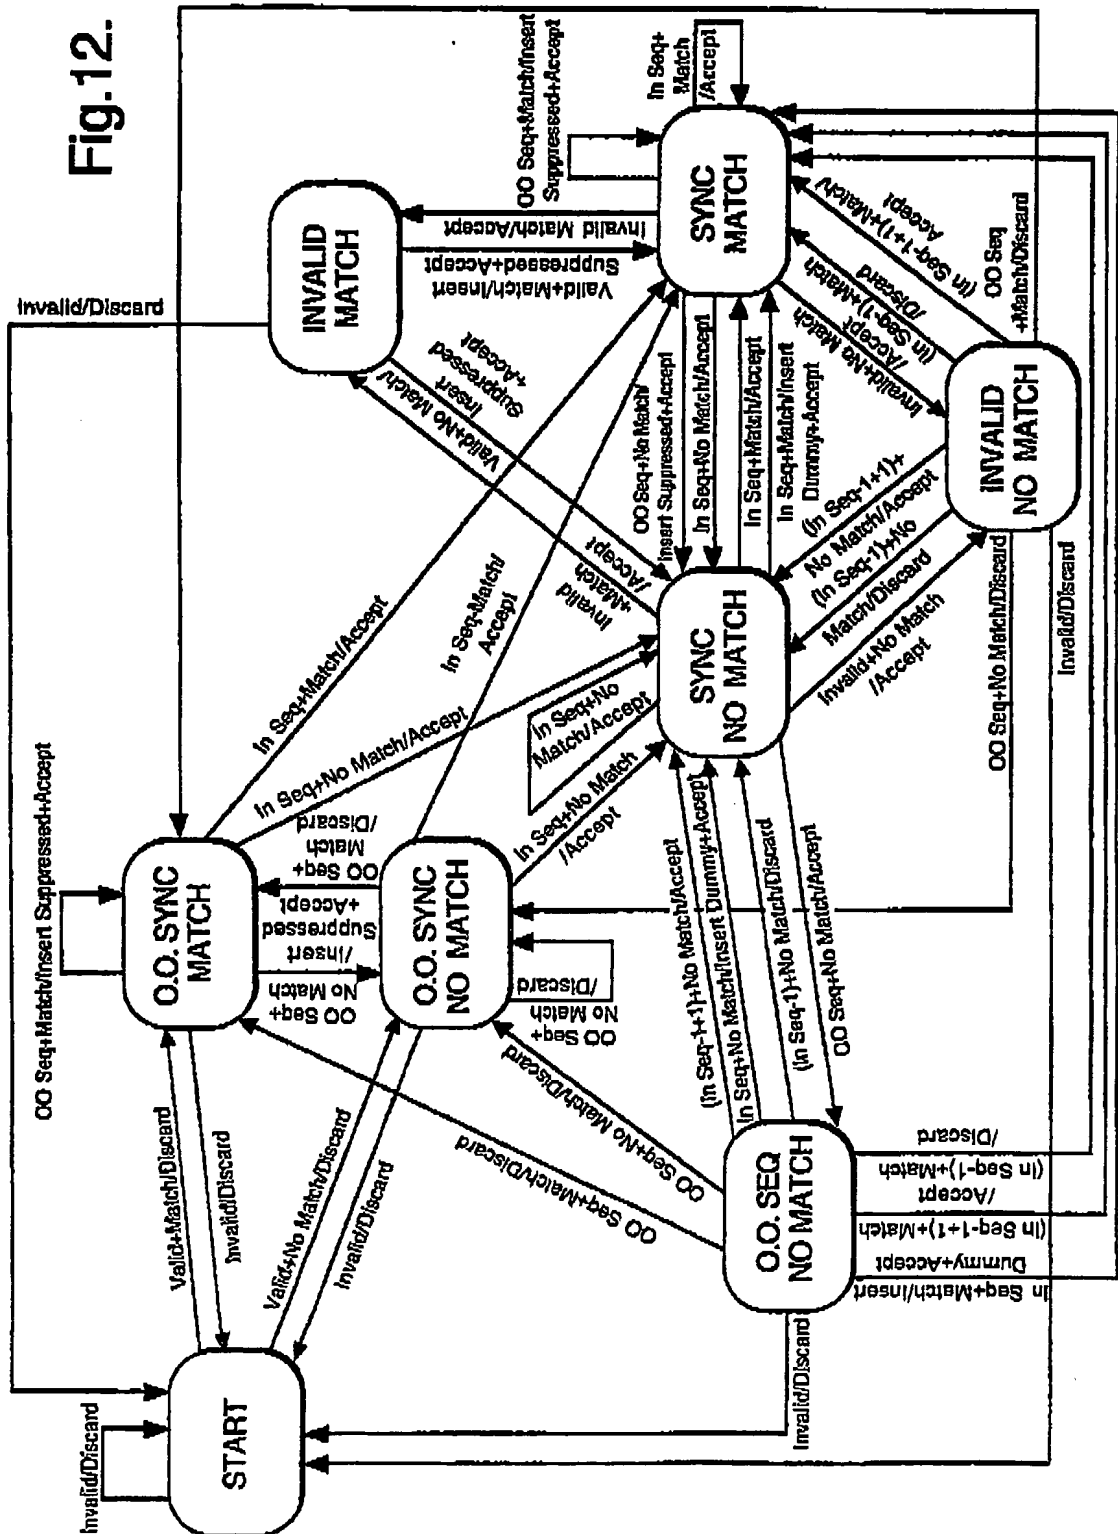 Fig.12.
START
Invalid/Discard
Invalid/Discard
Valid+Match/Discard
Invalid/Discard
Valid+No Match/Discard
Invalid/Discard
Invalid/Discard
Invalid/Discard
O.O. SYNC
MATCH
OO Seq+Match/Insert Suppressed+Accept
In Seq+Match/Accept
In Seq+No Match/Accept
OO Seq+
Match
/Discard
OO Seq+
No Match
/Insert
Suppressed
+Accept
O.O. SYNC
NO MATCH
OO Seq+
No Match
/Discard
In Seq-Match/
Accept
In Seq+No Match
/Accept
OO Seq+Match/Discard
OO Seq+No Match/Discard
O.O. SEQ
NO MATCH
(In Seq-1+1)+No Match/Accept
In Seq+No Match/Insert Dummy+Accept
(In Seq-1)+No Match/Discard
OO Seq+No Match/Accept
(In Seq-1)+Match
/Discard
(In Seq-1+1)+Match
/Accept
In Seq+Match/Insert
Dummy+Accept
SYNC
NO MATCH
In Seq+No
Match/Accept
Invalid
+Match
/Accept
Valid+No Match/
Insert
Suppressed
+Accept
INVALID
MATCH
Valid+Match/Insert
Suppressed+Accept
Invalid Match/Accept
SYNC
MATCH
OO Seq+Match/Insert
Suppressed+Accept
In Seq+
Match
/Accept
OO Seq+No Match/
Insert Suppressed+Accept
In Seq+No Match/Accept
In Seq+Match/Accept
In Seq+Match/Insert
Dummy+Accept
INVALID
NO MATCH
(In Seq-1+1)+
No Match/Accept
(In Seq-1)+No
Match/Discard
Invalid+No Match
/Accept
Invalid+No Match
/Accept
(In Seq-1)+Match
/Discard
(In Seq-1+1)+Match/
Accept
OO Seq
+Match/Discard
OO Seq+No Match/Discard
Invalid/Discard